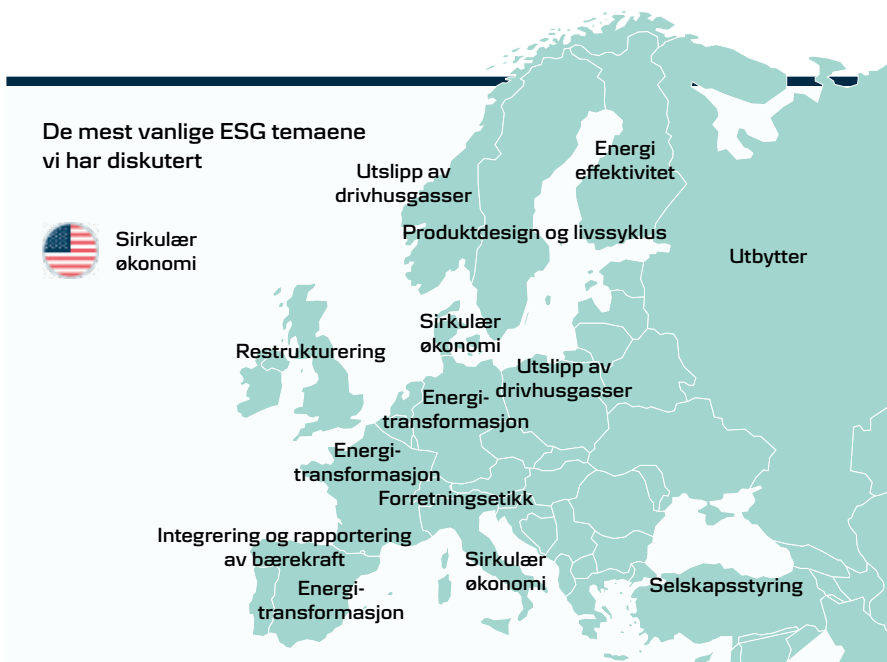 De mest vanlige ESG temaene
vi har diskutert
Sirkulær
økonomi
Utslipp av
drivhusgasser
Energi
effektivitet
Produktdesign og livssyklus
Utbytter
Restrukturering
Sirkulær
økonomi
Utslipp av
drivhusgasser
Energi-
transformasjon
Energi-
transformasjon
Forretningsetikk
Integrering og rapportering
av bærekraft
Energi-
transformasjon
Sirkulær
økonomi
Selskapsstyring